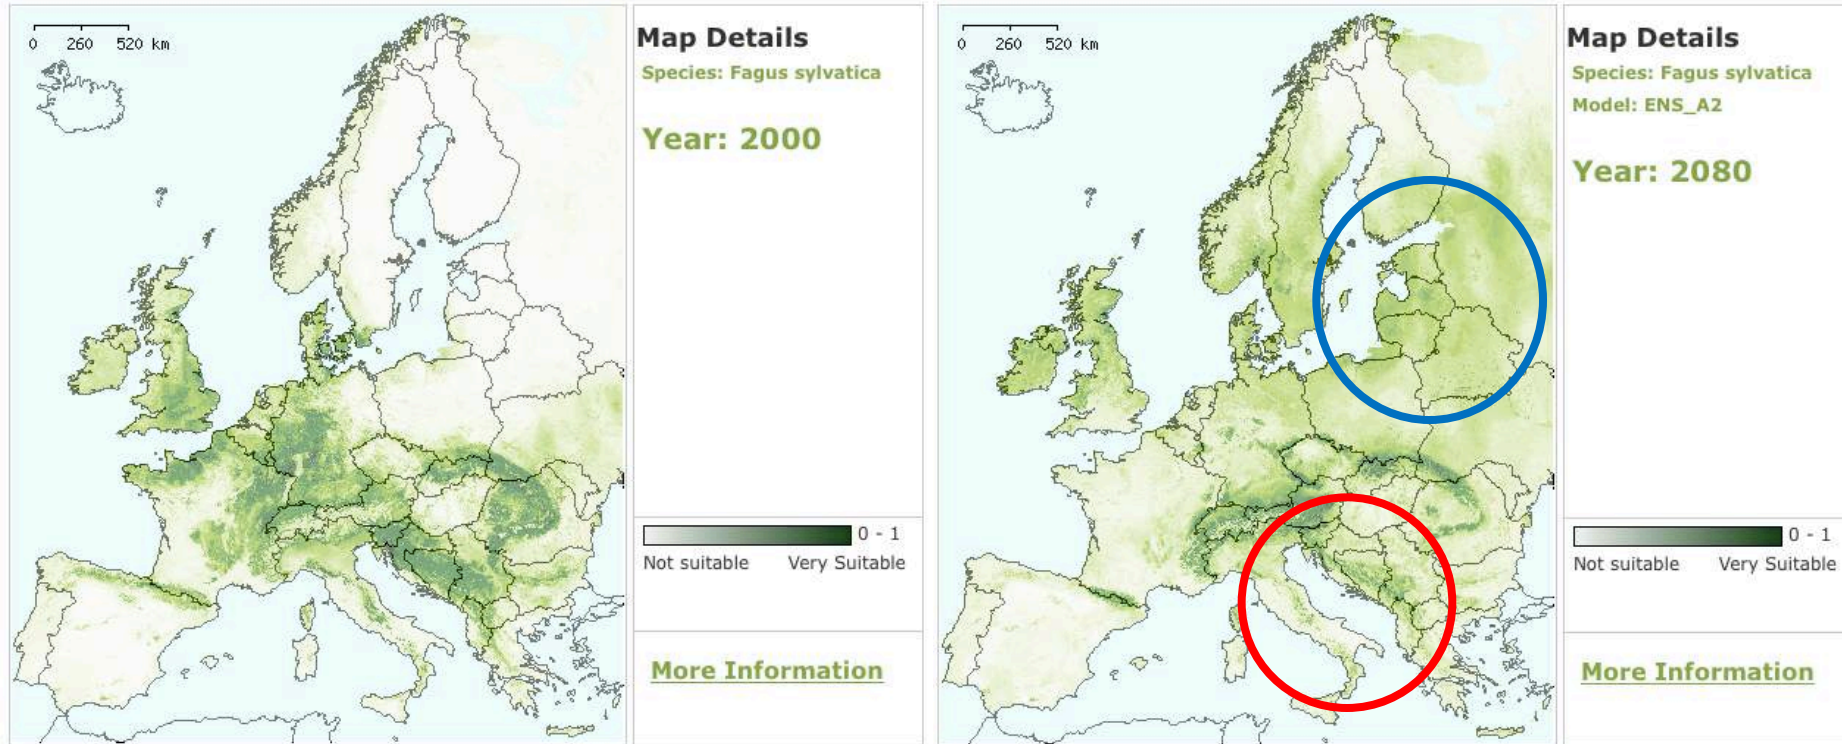 0 260 520 km
Map Details
Species: Fagus sylvatica
Year: 2000
0 - 1
Not suitable Very Suitable
More Information
0 260 520 km
Map Details
Species: Fagus sylvatica
Model: ENS_A2
Year: 2080
0 - 1
Not suitable Very Suitable
More Information